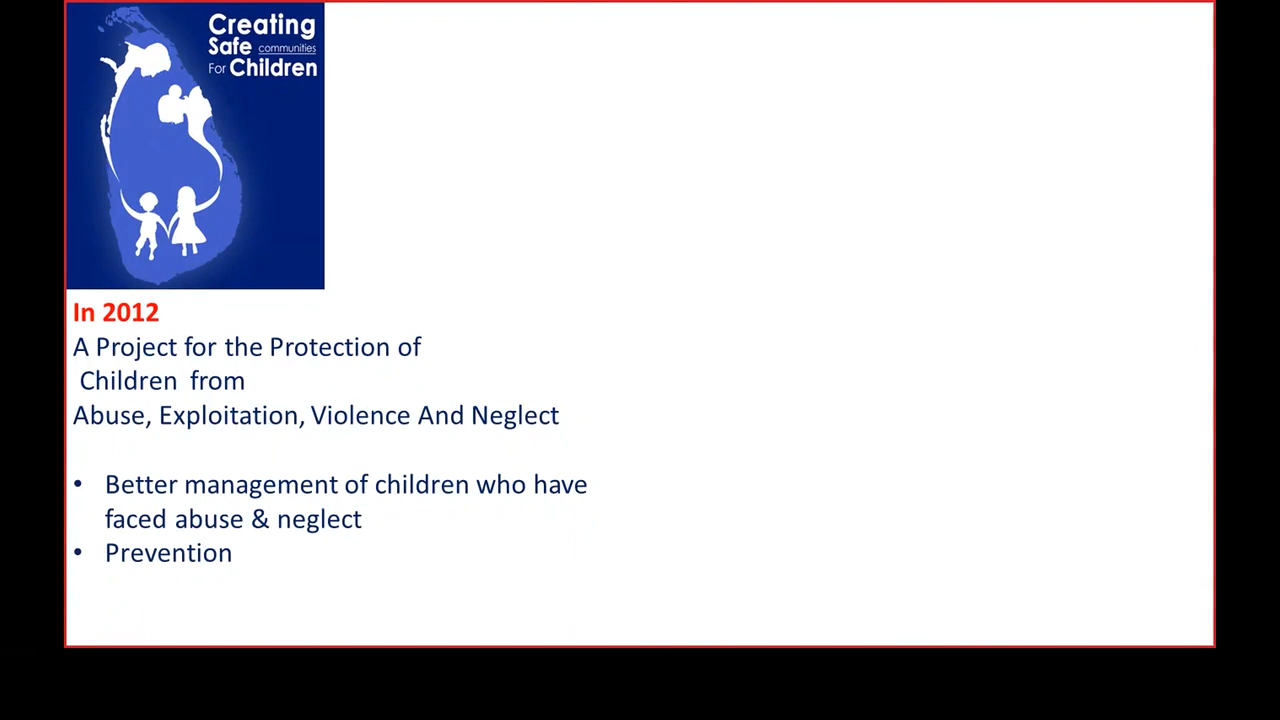 Creating
Safe communities
For Children
In 2012
A Project for the Protection of
Children from
Abuse, Exploitation, Violence And Neglect
• Better management of children who have
faced abuse & neglect
• Prevention